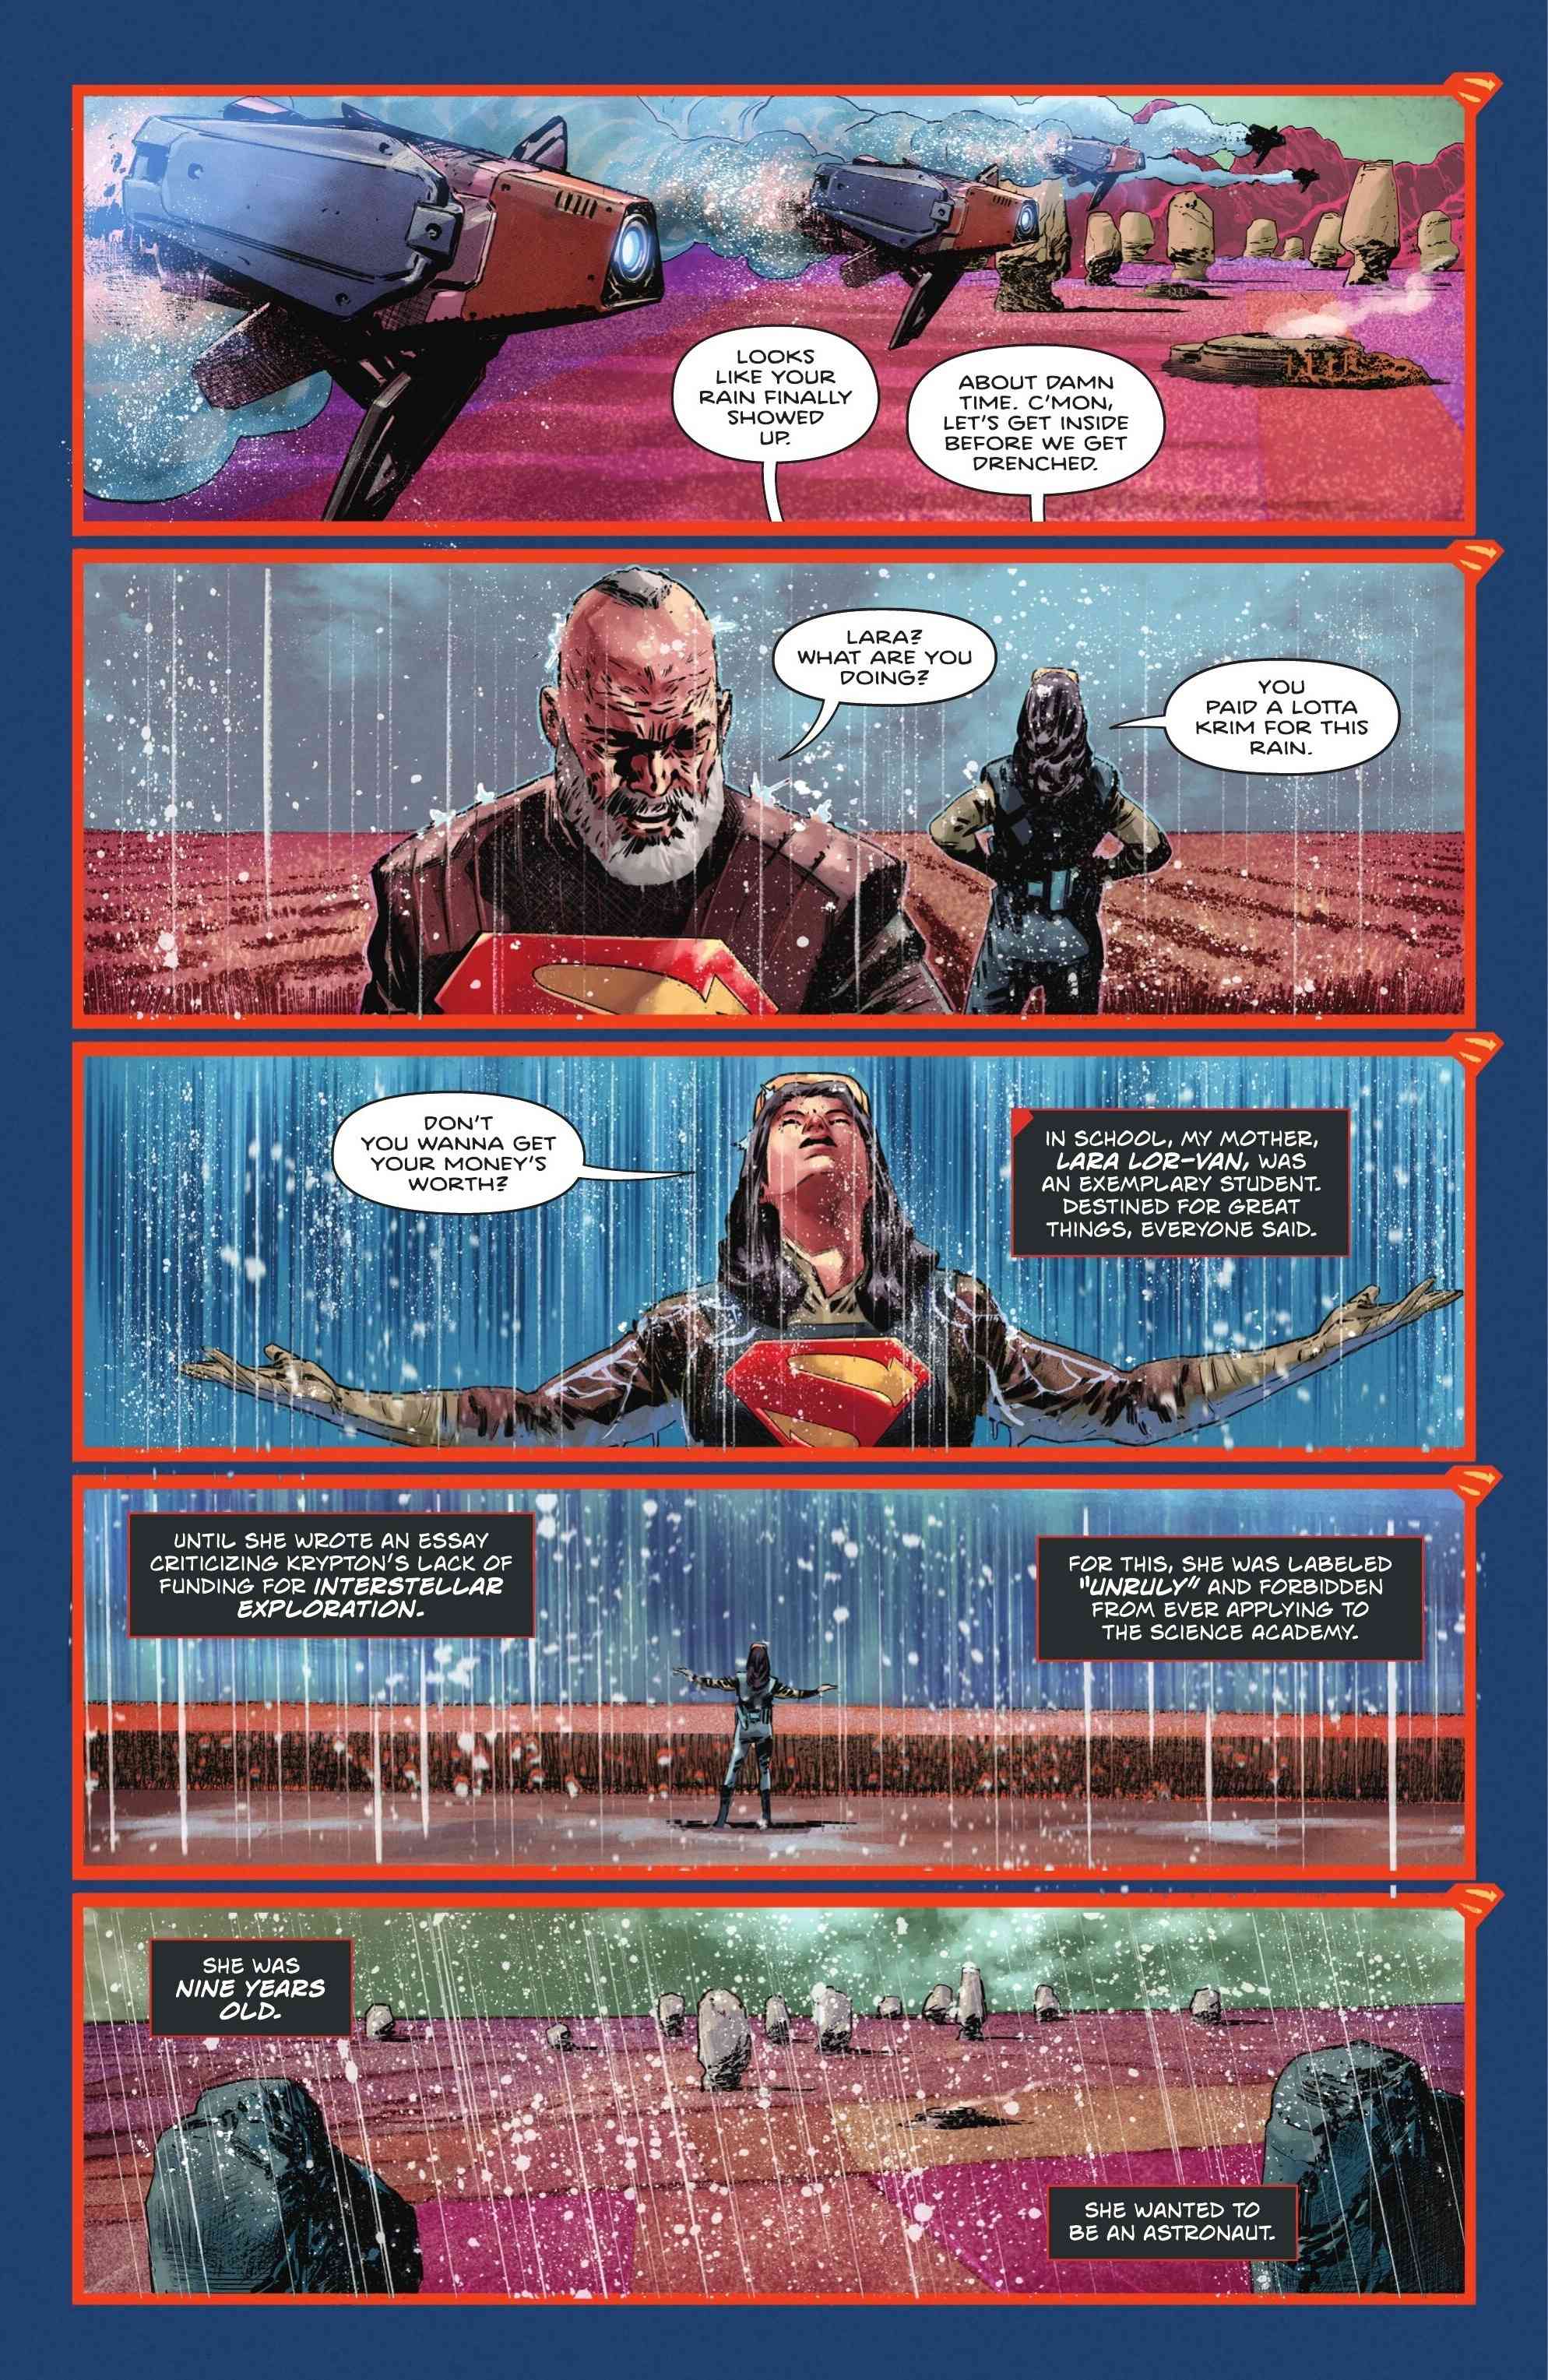 LOOKS
LIKE YOUR
RAIN FINALLY
SHOWED
UP.
ABOUT DAMN
TIME. C'MON,
LET'S GET INSIDE
BEFORE WE GET
DRENCHED.
LARA?
WHAT ARE YOU
DOING?
YOU
PAID A LOTTA
KRIM FOR THIS
RAIN.
DON'T
YOU WANNA GET
YOUR MONEY'S
WORTH?
IN SCHOOL, MY MOTHER,
LARA LOR-VAN, WAS
AN EXEMPLARY STUDENT.
DESTINED FOR GREAT
THINGS, EVERYONE SAID.
UNTIL SHE WROTE AN ESSAY
CRITICIZING KRYPTON'S LACK OF
FUNDING FOR INTERSTELLAR
EXPLORATION.
FOR THIS, SHE WAS LABELED
"UNRULY" AND FORBIDDEN
FROM EVER APPLYING TO
THE SCIENCE ACADEMY.
SHE WAS
NINE YEARS
OLD.
SHE WANTED TO
BE AN ASTRONAUT.